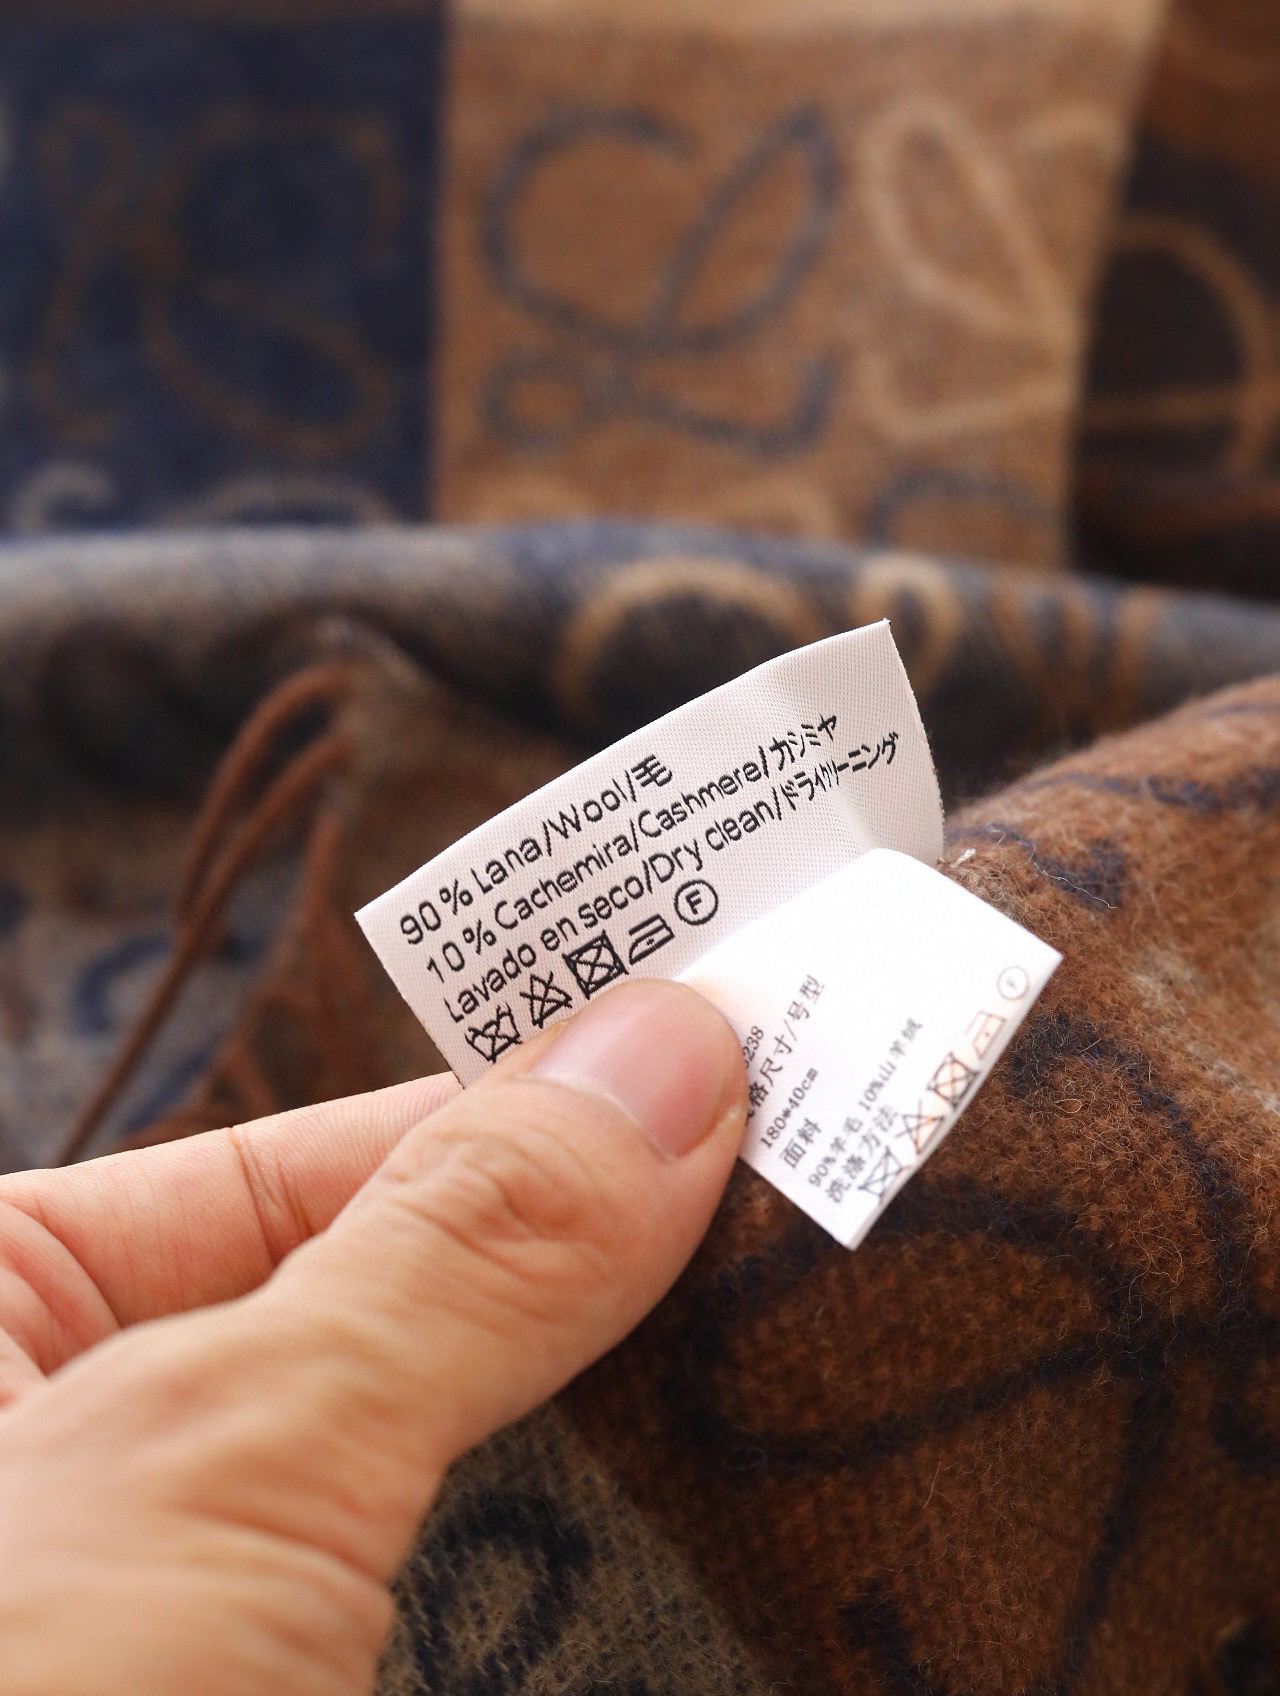 90% Lana/Wool/毛
10% Cachemira/Cashmere/カシミヤ
Lavado en seco/Dry clean/ドライクリーニング
F
238
格尺寸/号型
180*40cm
面料
90%羊毛 10%山羊绒
洗涤方法
F